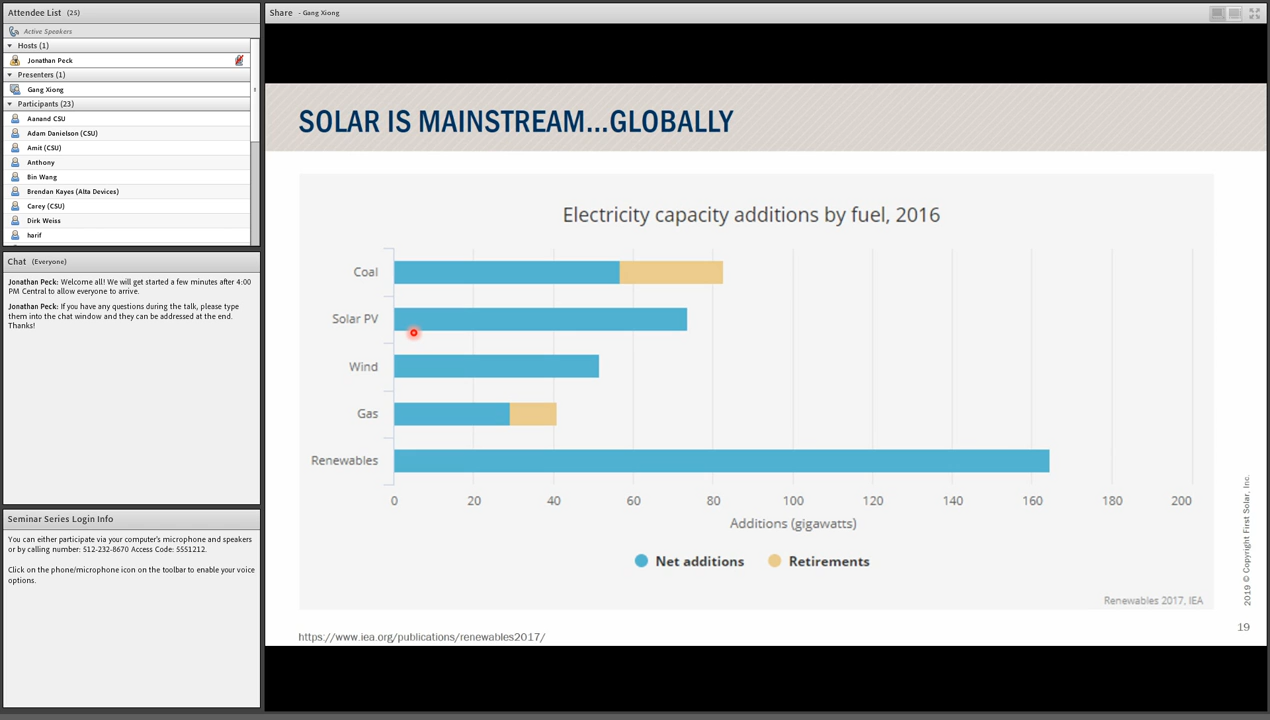 Attendee List (25)
Active Speakers
Hosts (1)
Jonathan Peck
Presenters (1)
Gang Xiong
Participants (23)
Aanand CSU
Adam Danielson (CSU)
Amit (CSU)
Anthony
Bin Wang
Brendan Kayes (Alta Devices)
Carey (CSU)
Dirk Weiss
harif
Chat (Everyone)
Jonathan Peck: Welcome all! We will get started a few minutes after 4:00
PM Central to allow everyone to arrive.
Jonathan Peck: If you have any questions during the talk, please type
them into the chat window and they can be addressed at the end.
Thanks!
Seminar Series Login Info
You can either participate via your computer's microphone and speakers
or by calling number: 512-232-8670 Access Code: 5551212.
Click on the phone/microphone icon on the toolbar to enable your voice
options.
Share - Gang Xiong
SOLAR IS MAINSTREAM...GLOBALLY
Electricity capacity additions by fuel, 2016
Coal
Solar PV
Wind
Gas
Renewables
0 20 40 60 80 100 120 140 160 180 200
Additions (gigawatts)
Net additions Retirements
Renewables 2017, IEA
https://www.iea.org/publications/renewables2017/
2019 © Copyright First Solar, Inc.
19